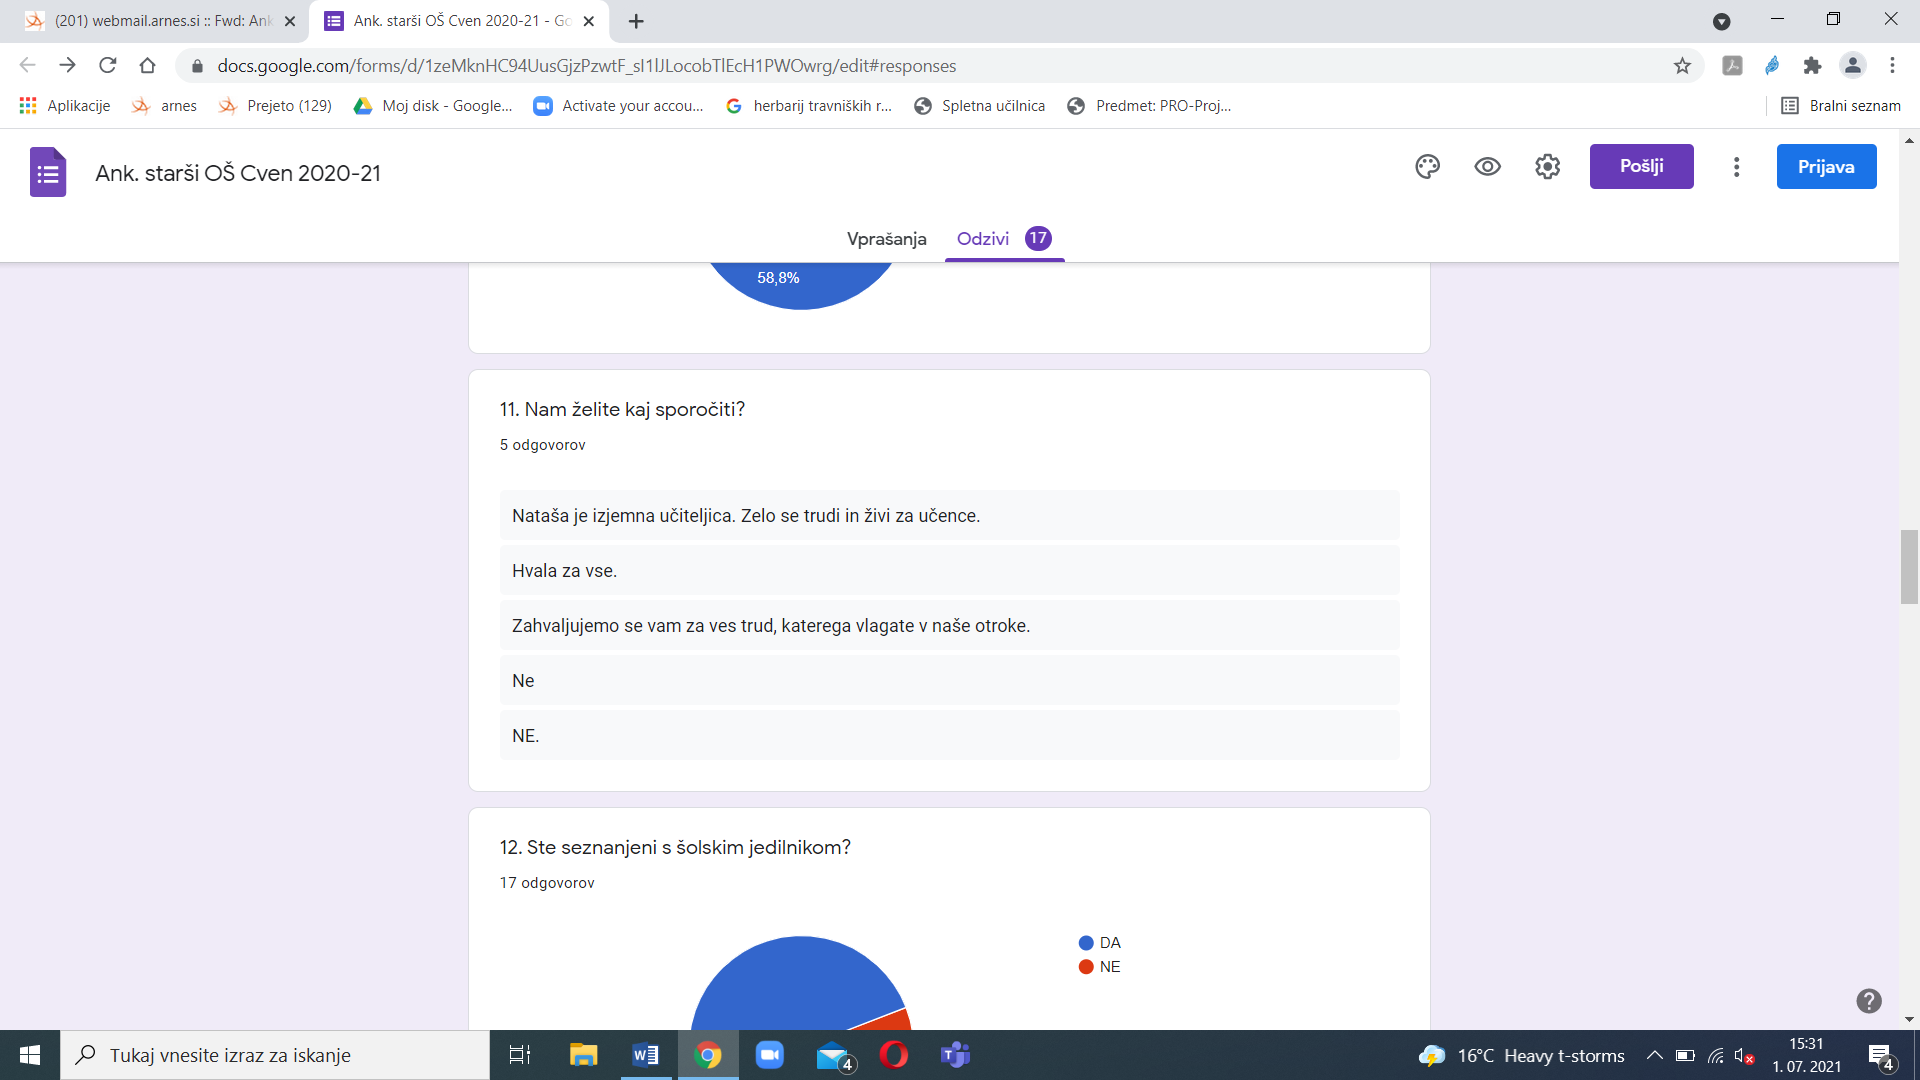 (201) webmail.arnes.si :: Fwd: Ank
Ank. starši OŠ Cven 2020-21 - Go
docs.google.com/forms/d/1zeMknHC94UusGjzPzwtF_sI1lJLocobTlEcH1PWOwrg/edit#responses
Aplikacije arnes Prejeto (129) Moj disk - Google... Activate your accou... herbarij travniških r... Spletna učilnica Predmet: PRO-Proj... Bralni seznam
Ank. starši OŠ Cven 2020-21
Pošlji
Prijava
Vprašanja Odzivi 17
58,8%
11. Nam želite kaj sporočiti?
5 odgovorov
Nataša je izjemna učiteljica. Zelo se trudi in živi za učence.
Hvala za vse.
Zahvaljujemo se vam za ves trud, katerega vlagate v naše otroke.
Ne
NE.
12. Ste seznanjeni s šolskim jedilnikom?
17 odgovorov
DA
NE
Tukaj vnesite izraz za iskanje
4
16°C Heavy t-storms
15:31
1. 07. 2021
4